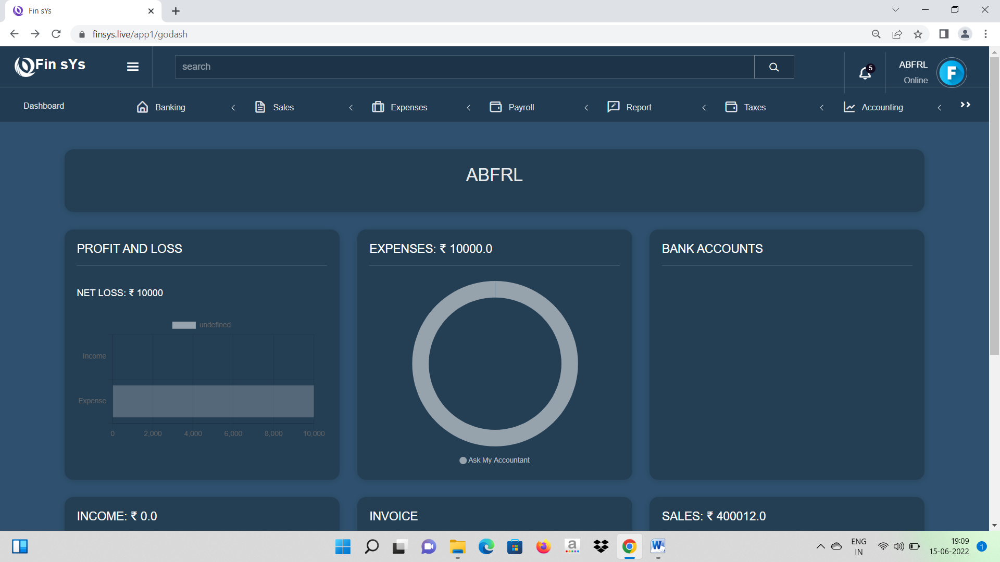 Fin sYs
finsys.live/app1/godash
Fin sYs
search
5
ABFRL
Online
F
Dashboard
Banking
Sales
Expenses
Payroll
Report
Taxes
Accounting
ABFRL
PROFIT AND LOSS
NET LOSS: ₹ 10000
undefined
Income
Expense
0 2,000 4,000 6,000 8,000 10,000
EXPENSES: ₹ 10000.0
Ask My Accountant
BANK ACCOUNTS
INCOME: ₹ 0.0
INVOICE
SALES: ₹ 400012.0
a
W
ENG
IN
19:09
15-06-2022
1